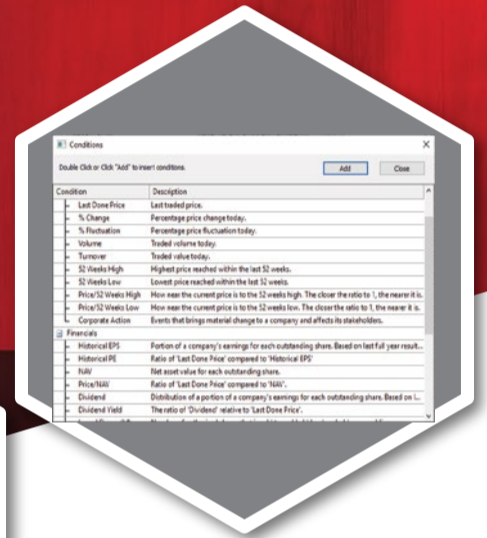 Conditions
Double Click or Click "Add" to insert conditions.
Add
Close
Condition Description
Last Done Price Last traded price.
% Change Percentage price change today.
% Fluctuation Percentage price fluctuation today.
Volume Traded volume today.
Turnover Traded value today.
52 Weeks High Highest price reached within the last 52 weeks.
52 Weeks Low Lowest price reached within the last 52 weeks.
Price/52 Weeks High How near the current price is to the 52 weeks high. The closer the ratio to 1, the nearer it is.
Price/52 Weeks Low How near the current price is to the 52 weeks low. The closer the ratio to 1, the nearer it is.
Corporate Action Events that brings material change to a company and affects its stakeholders.
Financials
Historical EPS Portion of a company's earnings for each outstanding share. Based on last full year result...
Historical PE Ratio of 'Last Done Price' compared to 'Historical EPS'
NAV Net asset value for each outstanding share.
Price/NAV Ratio of 'Last Done Price' compared to 'NAV'.
Dividend Distribution of a portion of a company's earnings for each outstanding share. Based on l...
Dividend Yield The ratio of 'Dividend' relative to 'Last Done Price'.